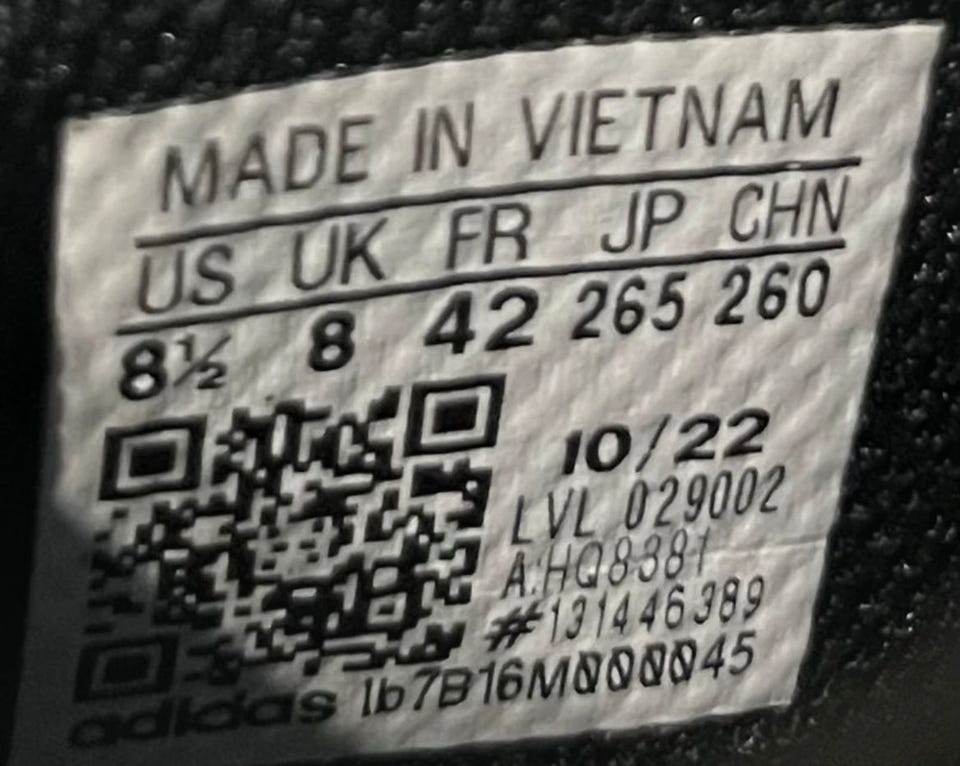 MADE IN VIETNAM
US UK FR JP CHN
8½ 8 42 265 260
10/22
LVL 029002
A:HQ8381
#131446389
adidas 1b7B16M000045